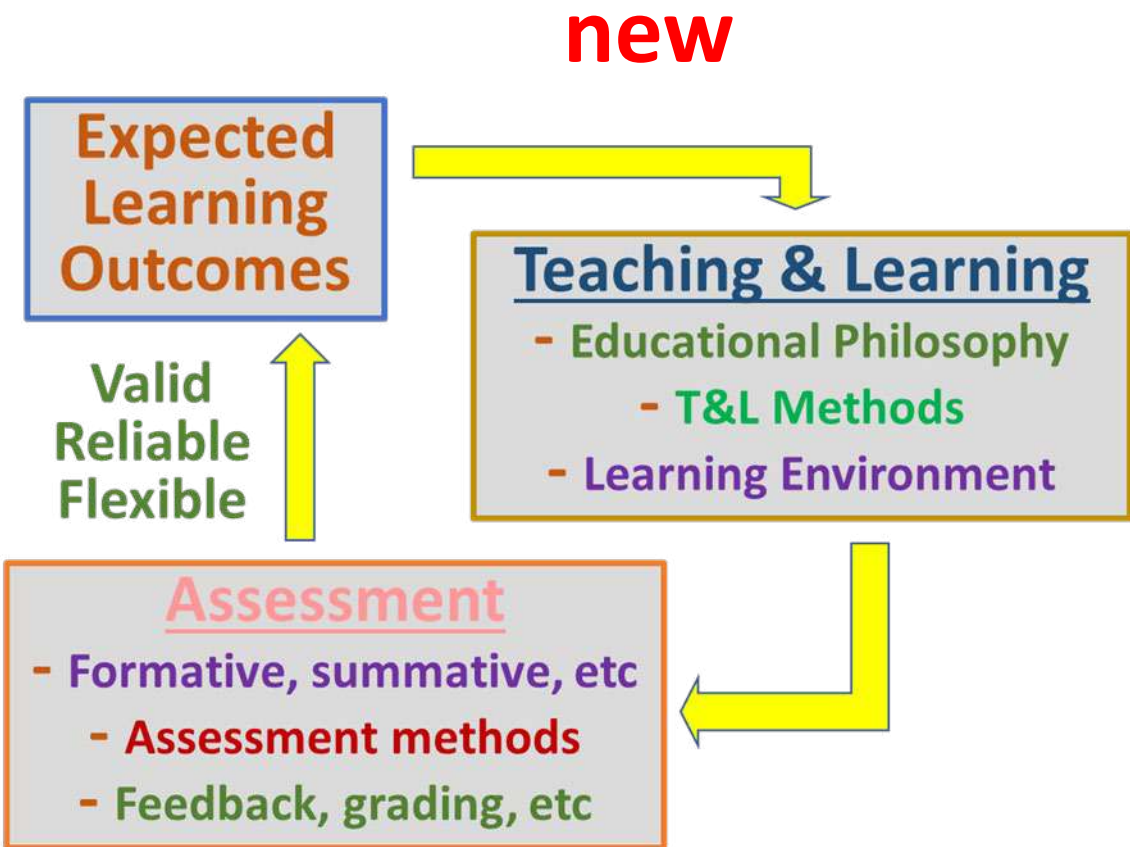 new
Expected
Learning
Outcomes
Teaching & Learning
- Educational Philosophy
- T&L Methods
- Learning Environment
Valid
Reliable
Flexible
Assessment
- Formative, summative, etc
- Assessment methods
- Feedback, grading, etc